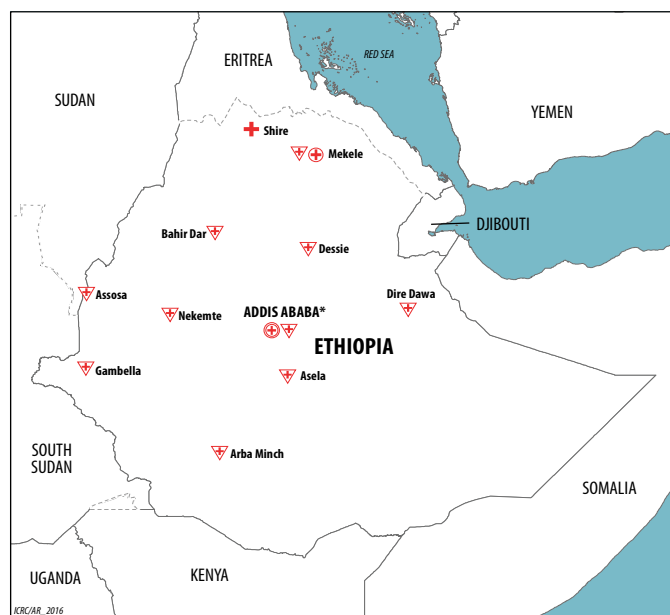 RED SEA
ERITREA
SUDAN
YEMEN
Shire
Mekele
DJIBOUTI
Bahir Dar
Dessie
Assosa
Dire Dawa
Nekemte
ADDIS ABABA*
ETHIOPIA
Gambella
Asela
Arba Minch
SOUTH
SUDAN
SOMALIA
UGANDA
KENYA
ICRC/AR_2016